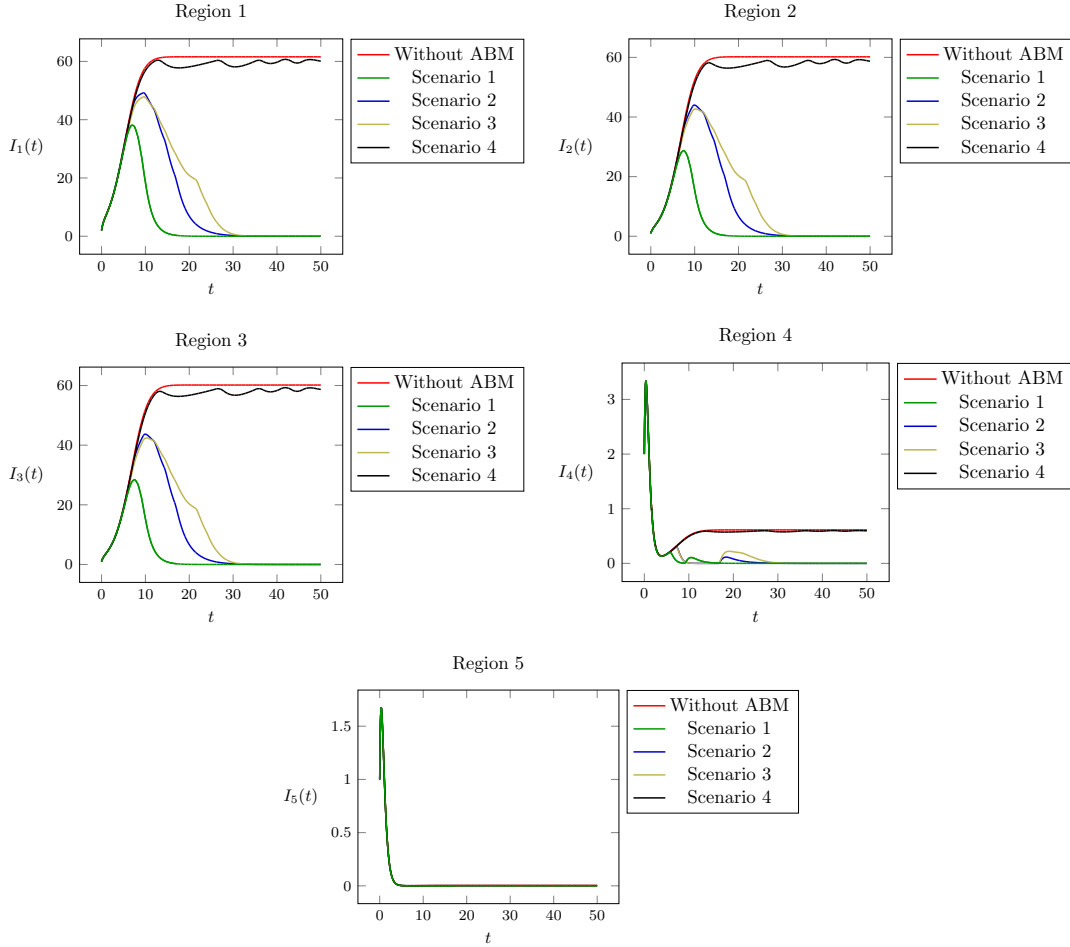 Region 1
60
40
20
0
I₁(t)
0 10 20 30 40 50
t
Without ABM
Scenario 1
Scenario 2
Scenario 3
Scenario 4
Region 2
60
40
20
0
I₂(t)
0 10 20 30 40 50
t
Without ABM
Scenario 1
Scenario 2
Scenario 3
Scenario 4
Region 3
60
40
20
0
I₃(t)
0 10 20 30 40 50
t
Without ABM
Scenario 1
Scenario 2
Scenario 3
Scenario 4
Region 4
3
2
1
0
I₄(t)
0 10 20 30 40 50
t
Without ABM
Scenario 1
Scenario 2
Scenario 3
Scenario 4
Region 5
1.5
1
0.5
0
I₅(t)
0 10 20 30 40 50
t
Without ABM
Scenario 1
Scenario 2
Scenario 3
Scenario 4